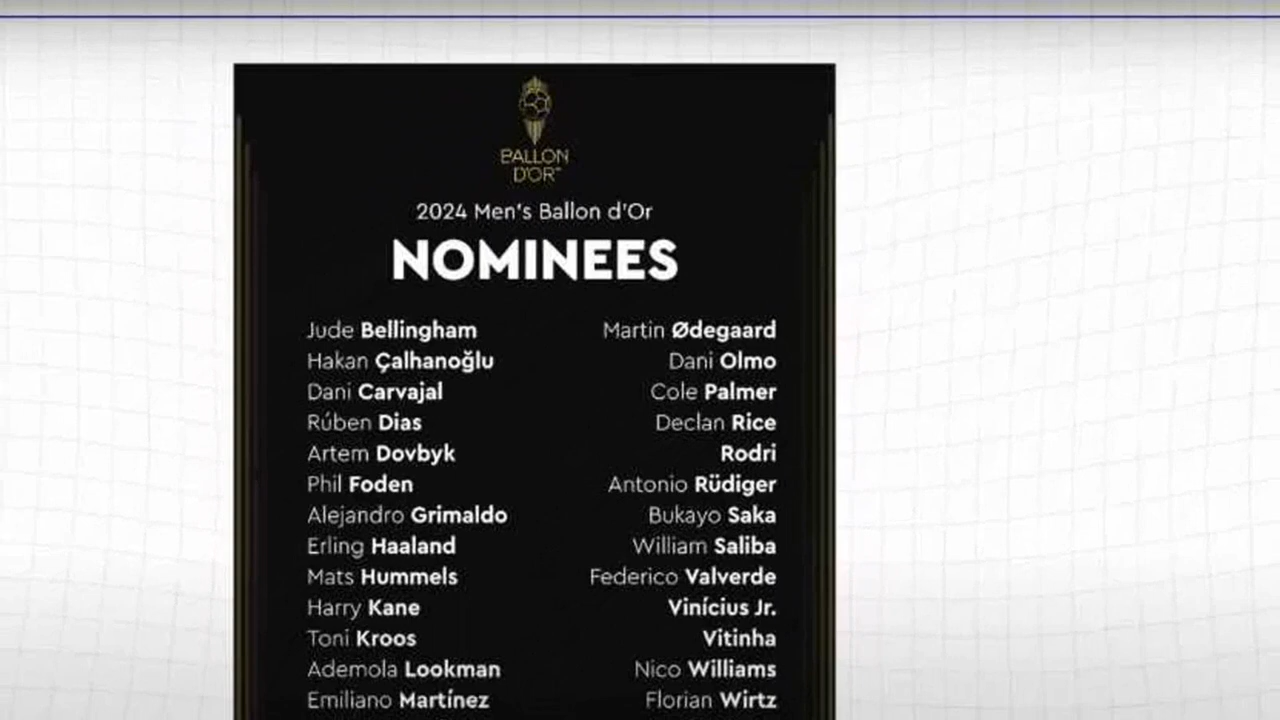 BALLON
D'OR™
2024 Men's Ballon d'Or
NOMINEES
Jude Bellingham
Hakan Çalhanoğlu
Dani Carvajal
Rúben Dias
Artem Dovbyk
Phil Foden
Alejandro Grimaldo
Erling Haaland
Mats Hummels
Harry Kane
Toni Kroos
Ademola Lookman
Emiliano Martínez
Martin Ødegaard
Dani Olmo
Cole Palmer
Declan Rice
Rodri
Antonio Rüdiger
Bukayo Saka
William Saliba
Federico Valverde
Vinícius Jr.
Vitinha
Nico Williams
Florian Wirtz